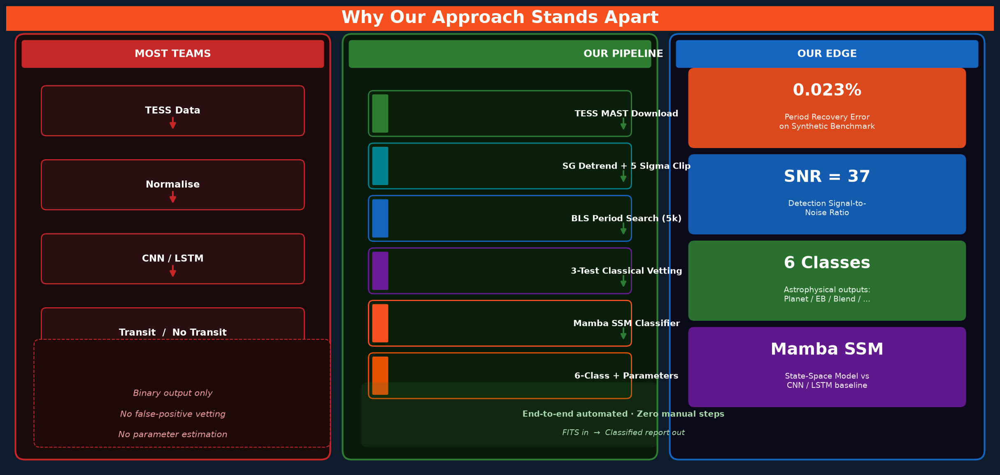 Why Our Approach Stands Apart
MOST TEAMS
TESS Data
Normalise
CNN / LSTM
Transit / No Transit
Binary output only
No false-positive vetting
No parameter estimation
OUR PIPELINE
TESS MAST Download
SG Detrend + 5 Sigma Clip
BLS Period Search (5k)
3-Test Classical Vetting
Mamba SSM Classifier
6-Class + Parameters
End-to-end automated · Zero manual steps
FITS in → Classified report out
OUR EDGE
0.023%
Period Recovery Error
on Synthetic Benchmark
SNR = 37
Detection Signal-to-
Noise Ratio
6 Classes
Astrophysical outputs:
Planet / EB / Blend / ...
Mamba SSM
State-Space Model vs
CNN / LSTM baseline